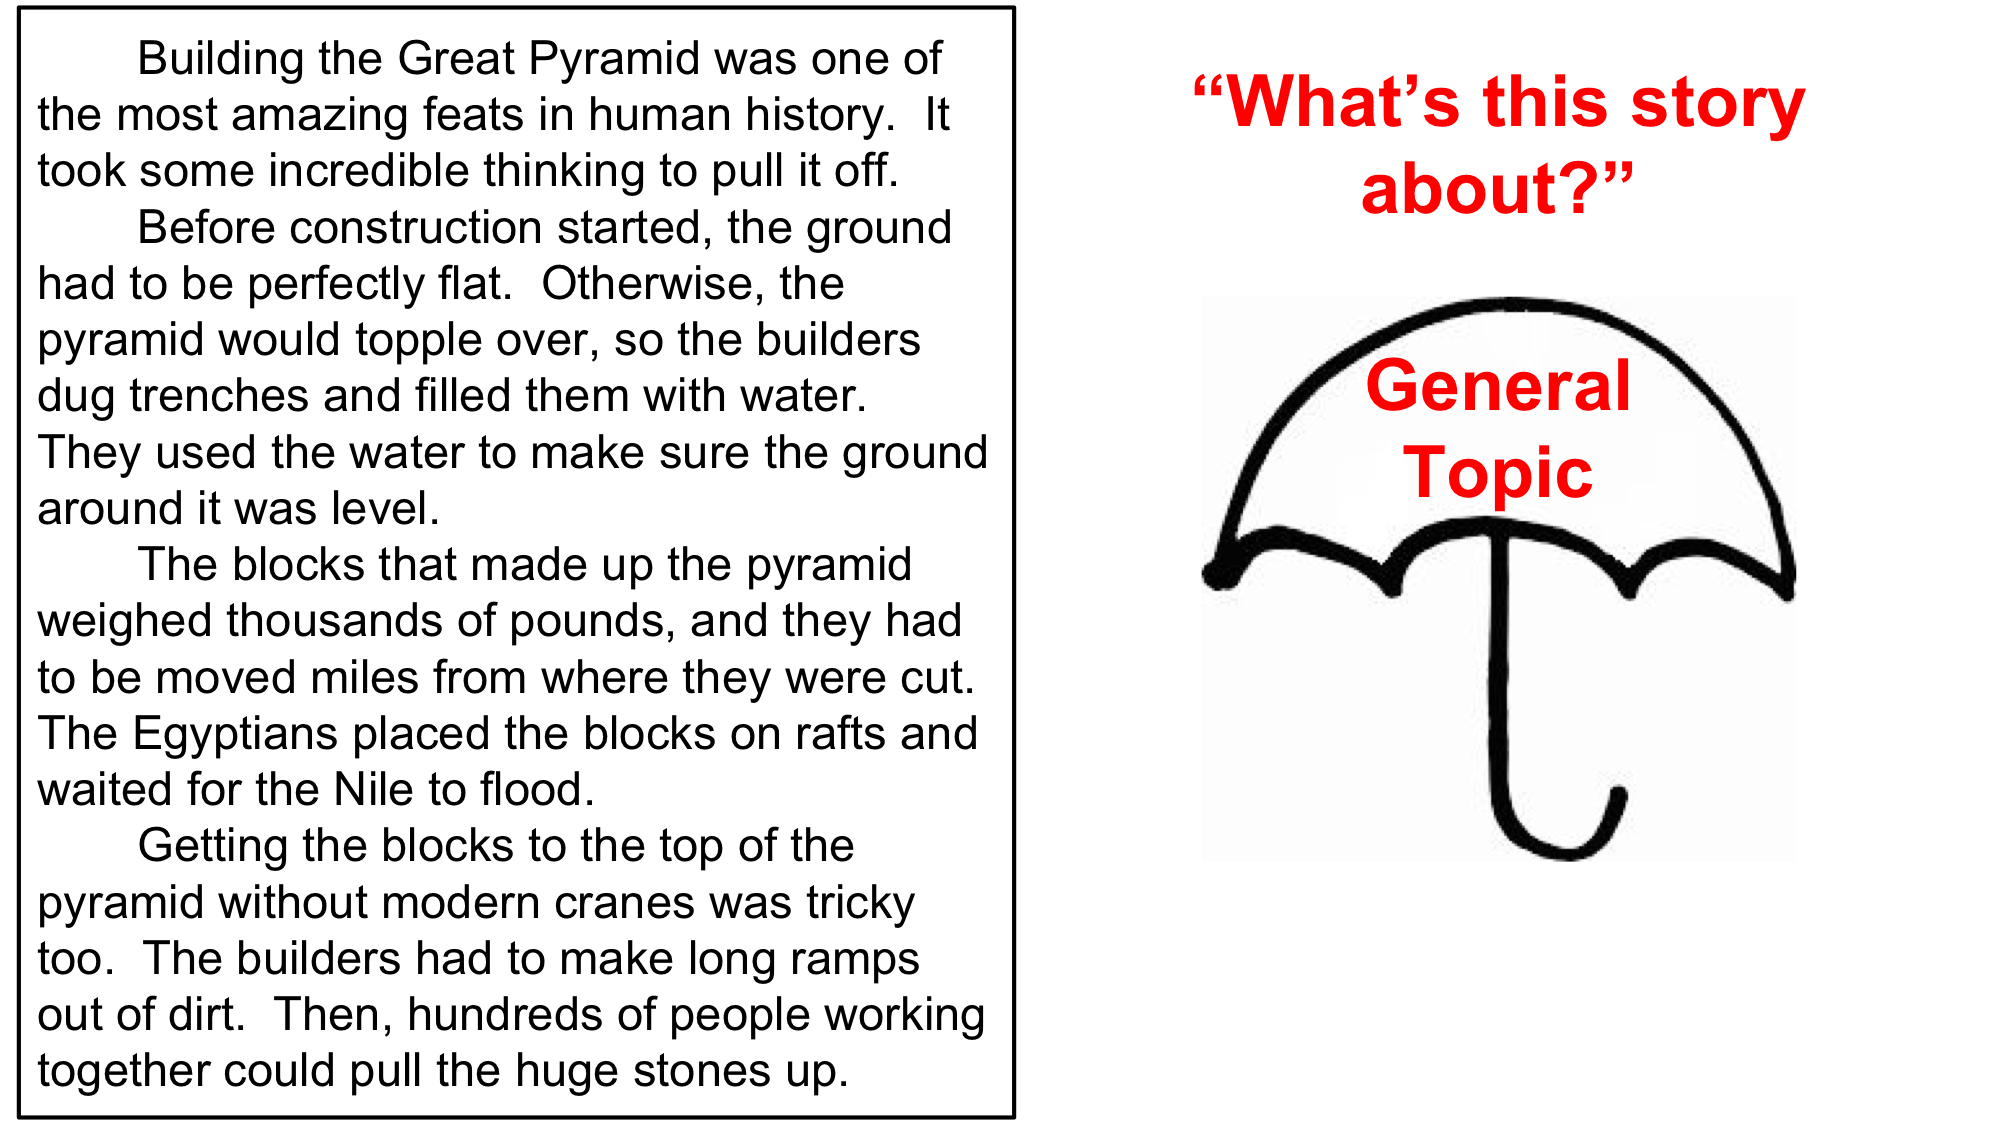 Building the Great Pyramid was one of
the most amazing feats in human history.  It
took some incredible thinking to pull it off.
Before construction started, the ground
had to be perfectly flat.  Otherwise, the
pyramid would topple over, so the builders
dug trenches and filled them with water.
They used the water to make sure the ground
around it was level.
The blocks that made up the pyramid
weighed thousands of pounds, and they had
to be moved miles from where they were cut.
The Egyptians placed the blocks on rafts and
waited for the Nile to flood.
Getting the blocks to the top of the
pyramid without modern cranes was tricky
too.  The builders had to make long ramps
out of dirt.  Then, hundreds of people working
together could pull the huge stones up.
“What’s this story
about?”
General
Topic